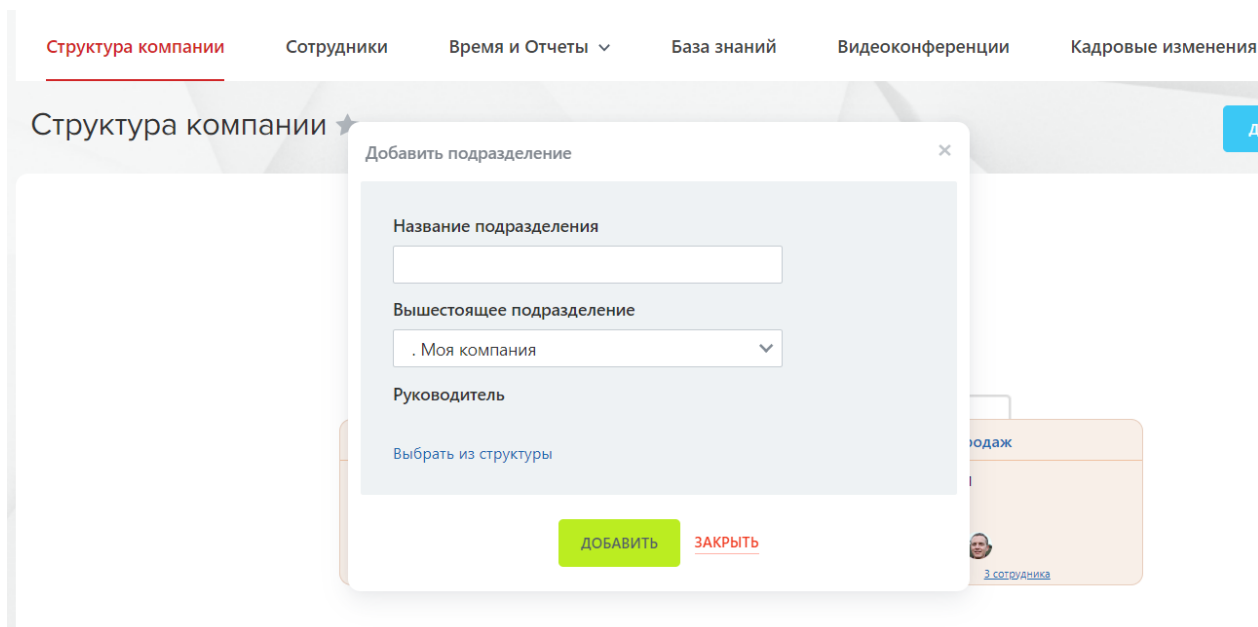 Структура компании Сотрудники Время и Отчеты База знаний Видеоконференции Кадровые изменения
Структура компании
Добавить подразделение
Название подразделения
Вышестоящее подразделение
. Моя компания
Руководитель
Выбрать из структуры
ДОБАВИТЬ ЗАКРЫТЬ
3 сотрудника